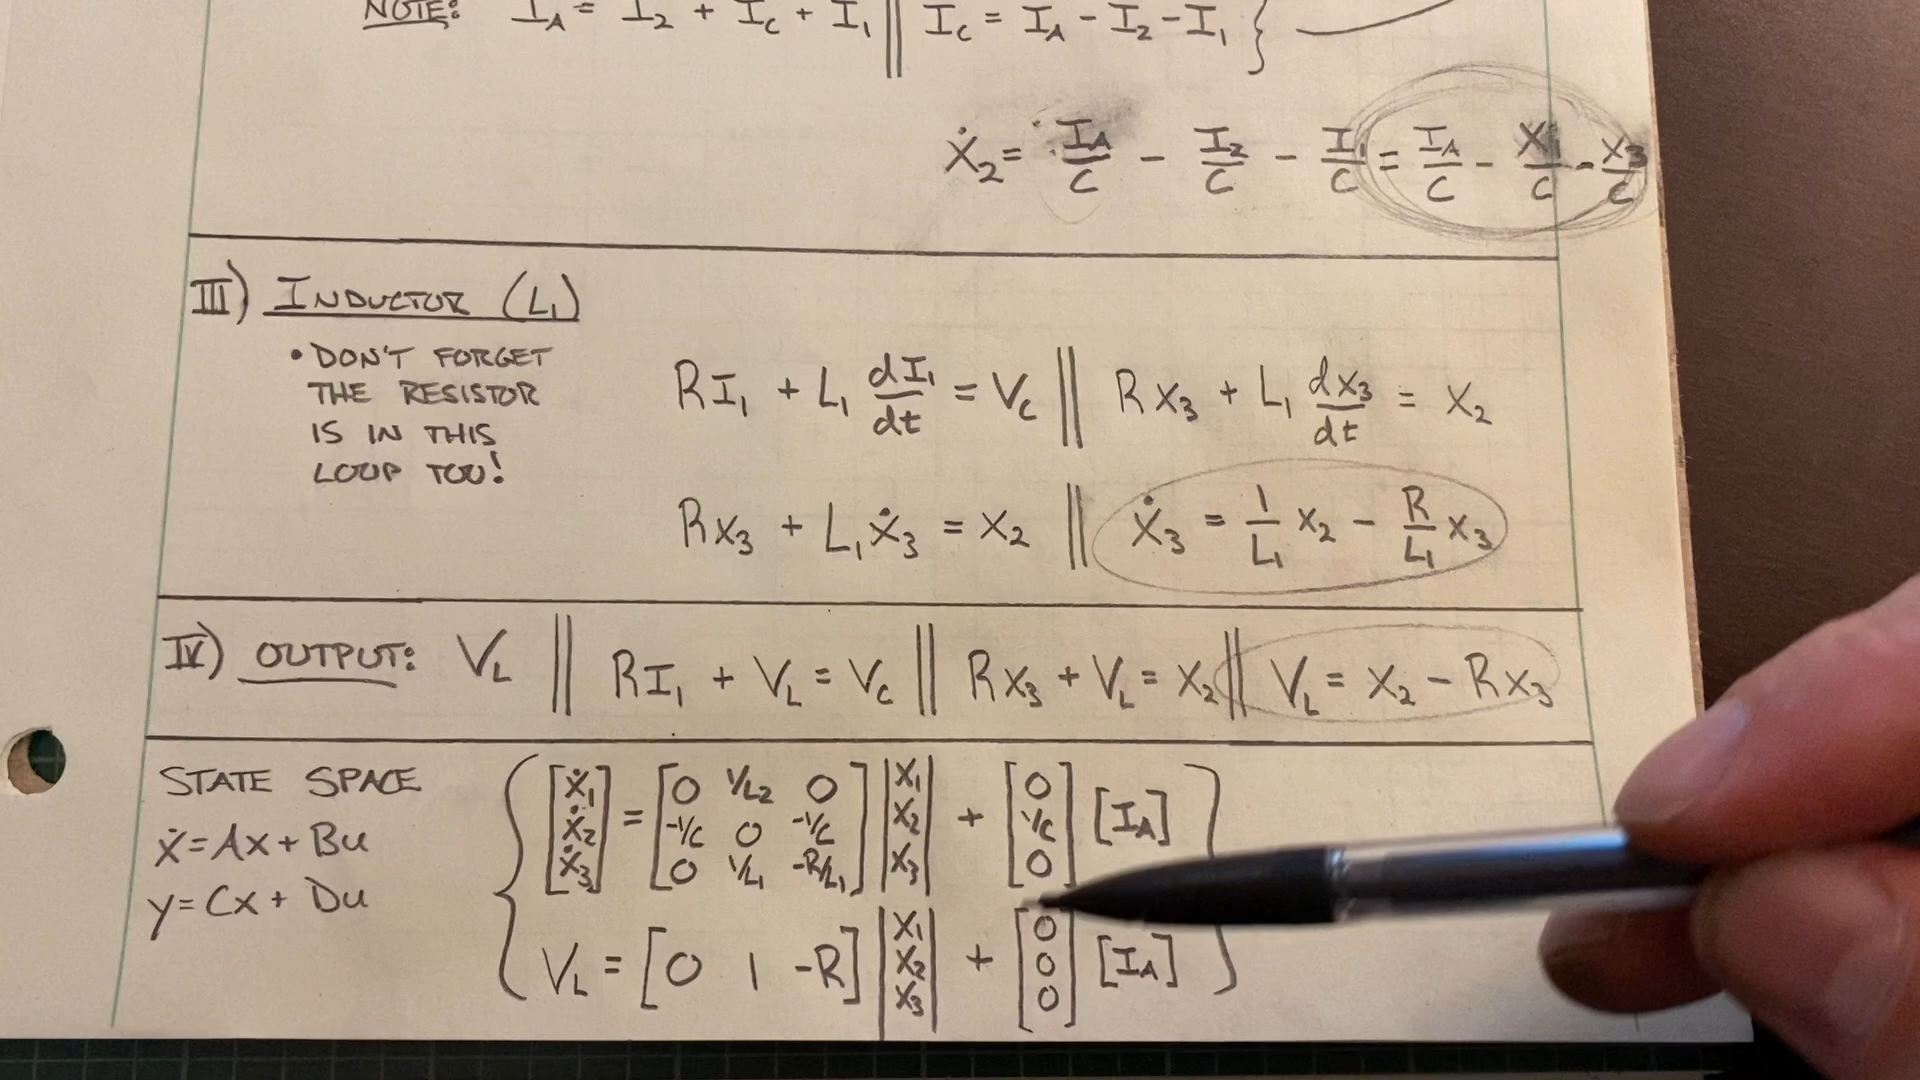 NOTE: I_A = I_2 + I_C + I_1 || I_C = I_A - I_2 - I_1 }
Ẋ_2 = I_A/C - I_2/C - I_1/C = I_A/C - X_1/C - X_3/C
III) INDUCTOR (L_1)
• DON'T FORGET
THE RESISTOR
IS IN THIS
LOOP TOO!
RI_1 + L_1 dI_1/dt = V_C || RX_3 + L_1 dX_3/dt = X_2
RX_3 + L_1Ẋ_3 = X_2 || Ẋ_3 = 1/L_1 X_2 - R/L_1 X_3
IV) OUTPUT: V_L || RI_1 + V_L = V_C || RX_3 + V_L = X_2 || V_L = X_2 - RX_3
STATE SPACE
ẋ = Ax + Bu
y = Cx + Du
[Ẋ_1] = [0 1/L_2 0] |X_1| + [0] [I_A]
[Ẋ_2] [-1/C 0 -1/C] |X_2| [1/C]
[Ẋ_3] [0 1/L_1 -R/L_1] |X_3| [0]
V_L = [0 1 -R] |X_1 X_2 X_3| + [0 0 0] [I_A]